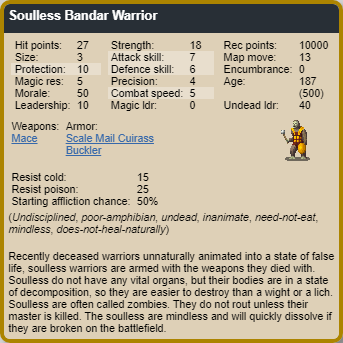 Soulless Bandar Warrior
Hit points: 27 Strength: 18 Rec points: 10000
Size: 3 Attack skill: 7 Map move: 13
Protection: 10 Defence skill: 6 Encumbrance: 0
Magic res: 5 Precision: 4 Age: 187
Morale: 50 Combat speed: 5 (500)
Leadership: 10 Magic ldr: 0 Undead ldr: 40
Weapons: Armor:
Mace Scale Mail Cuirass
Buckler
Resist cold: 15
Resist poison: 25
Starting affliction chance: 50%
(Undisciplined, poor-amphibian, undead, inanimate, need-not-eat,
mindless, does-not-heal-naturally)
Recently deceased warriors unnaturally animated into a state of false
life, soulless warriors are armed with the weapons they died with.
Soulless do not have any vital organs, but their bodies are in a state
of decomposition, so they are easier to destroy than a wight or a lich.
Soulless are often called zombies. They do not rout unless their
master is killed. The soulless are mindless and will quickly dissolve if
they are broken on the battlefield.